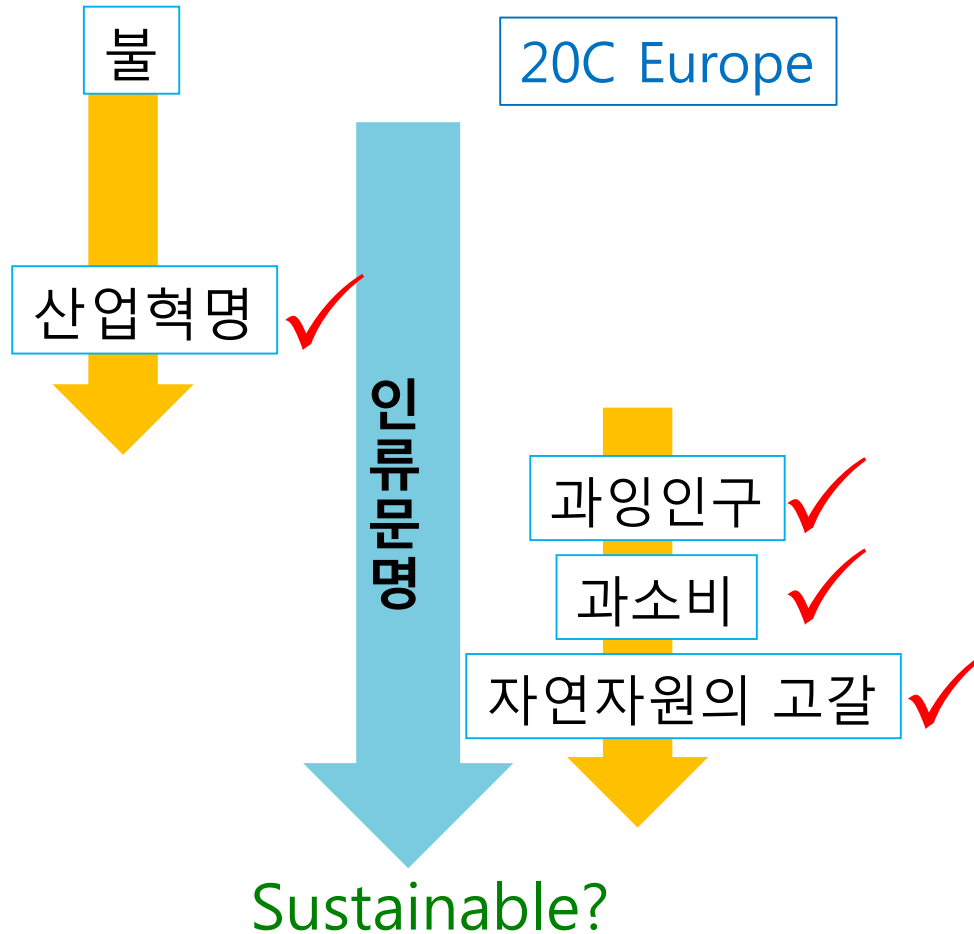 불
20C Europe
산업혁명
인류문명
과잉인구
과소비
자연자원의 고갈
Sustainable?